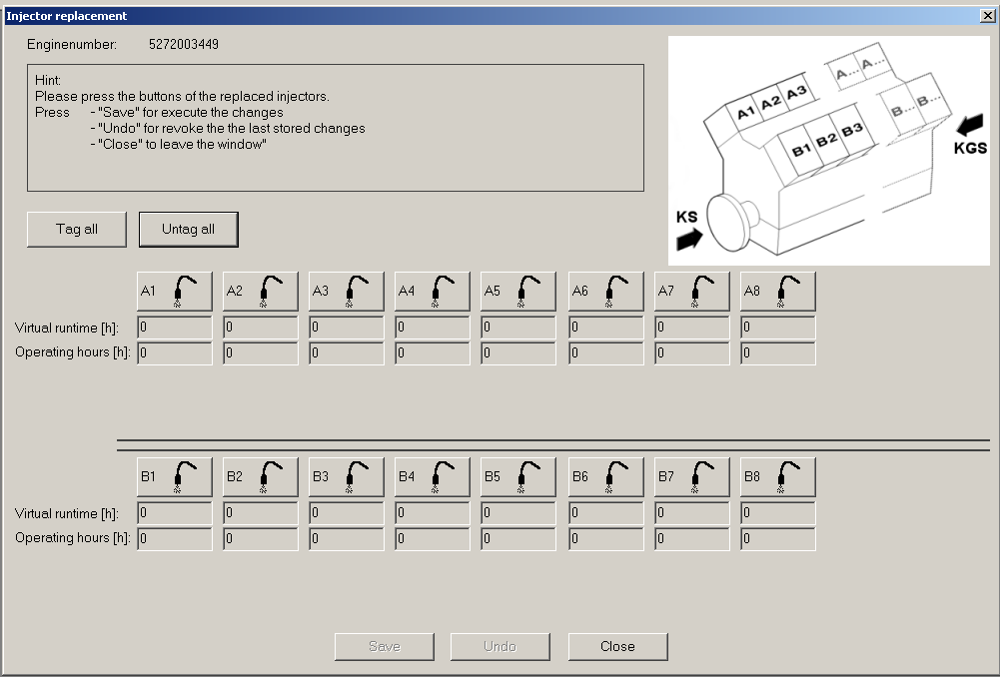 Injector replacement
Enginenumber: 5272003449
Hint:
Please press the buttons of the replaced injectors.
Press - "Save" for execute the changes
- "Undo" for revoke the the last stored changes
- "Close" to leave the window"
A1 A2 A3 A... A...
B1 B2 B3 B... B...
KGS
KS
Tag all Untag all
A1 A2 A3 A4 A5 A6 A7 A8
Virtual runtime [h]: 0 0 0 0 0 0 0 0
Operating hours [h]: 0 0 0 0 0 0 0 0
B1 B2 B3 B4 B5 B6 B7 B8
Virtual runtime [h]: 0 0 0 0 0 0 0 0
Operating hours [h]: 0 0 0 0 0 0 0 0
Save Undo Close